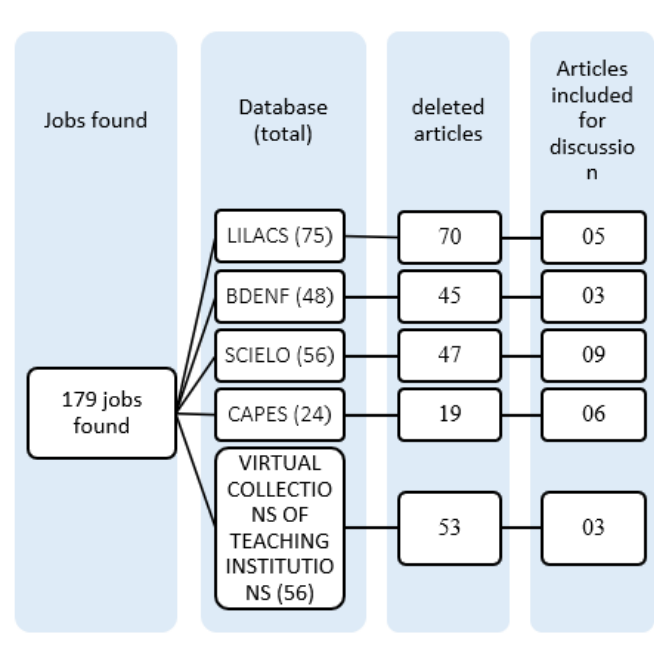 Jobs found
Database
(total)
deleted
articles
Articles
included
for
discussio
n
179 jobs
found
LILACS (75)
70
05
BDENF (48)
45
03
SCIELO (56)
47
09
CAPES (24)
19
06
VIRTUAL
COLLECTIO
NS OF
TEACHING
INSTITUTIO
NS (56)
53
03